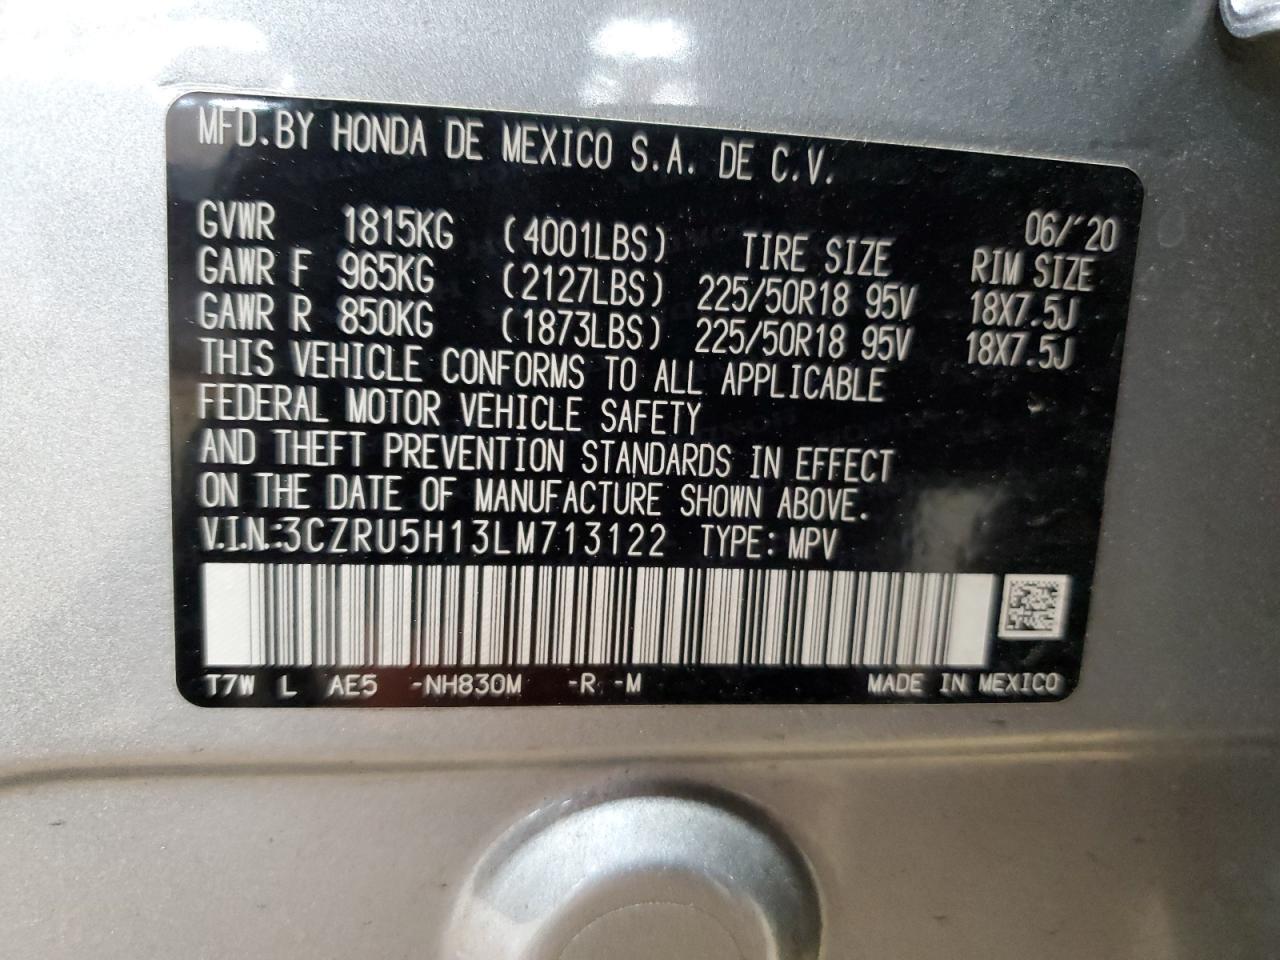 MFD.BY HONDA DE MEXICO S.A. DE C.V.
06/'20
GVWR 1815KG (4001LBS) TIRE SIZE RIM SIZE
GAWR F 965KG (2127LBS) 225/50R18 95V 18X7.5J
GAWR R 850KG (1873LBS) 225/50R18 95V 18X7.5J
THIS VEHICLE CONFORMS TO ALL APPLICABLE
FEDERAL MOTOR VEHICLE SAFETY
AND THEFT PREVENTION STANDARDS IN EFFECT
ON THE DATE OF MANUFACTURE SHOWN ABOVE.
V.I.N.:3CZRU5H13LM713122 TYPE: MPV
T7W L AE5 -NH830M -R -M MADE IN MEXICO